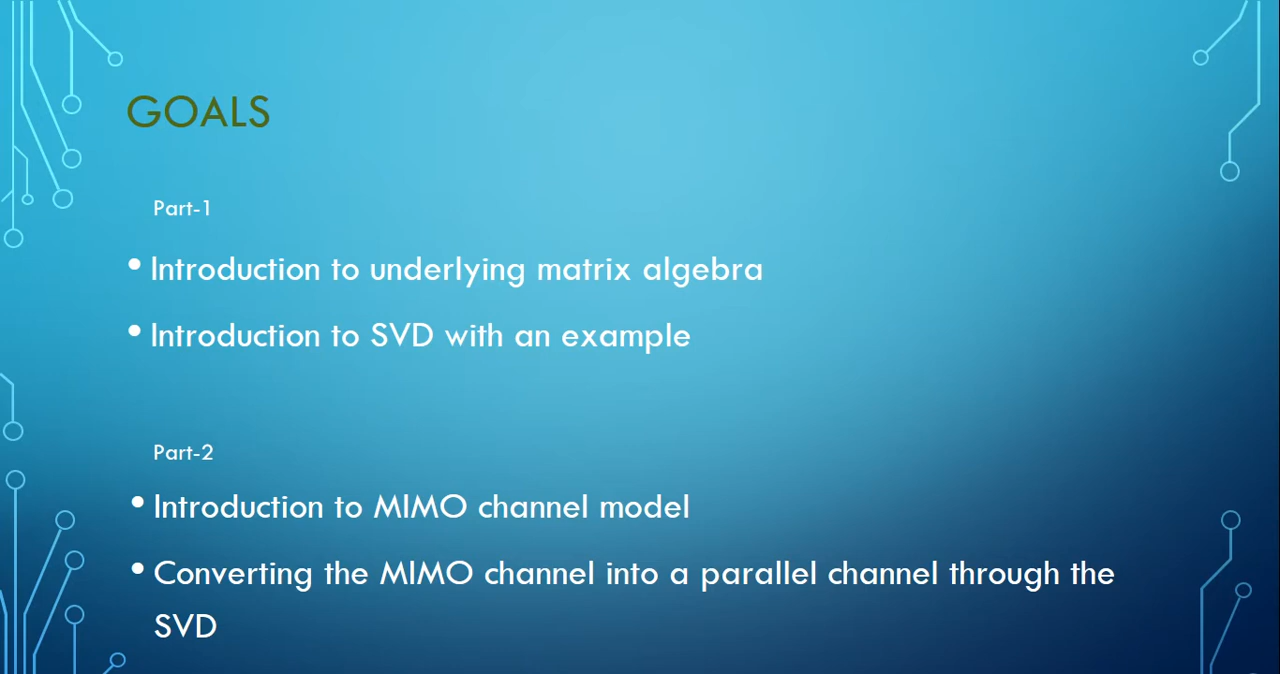 GOALS
Part-1
• Introduction to underlying matrix algebra
• Introduction to SVD with an example
Part-2
• Introduction to MIMO channel model
• Converting the MIMO channel into a parallel channel through the
SVD